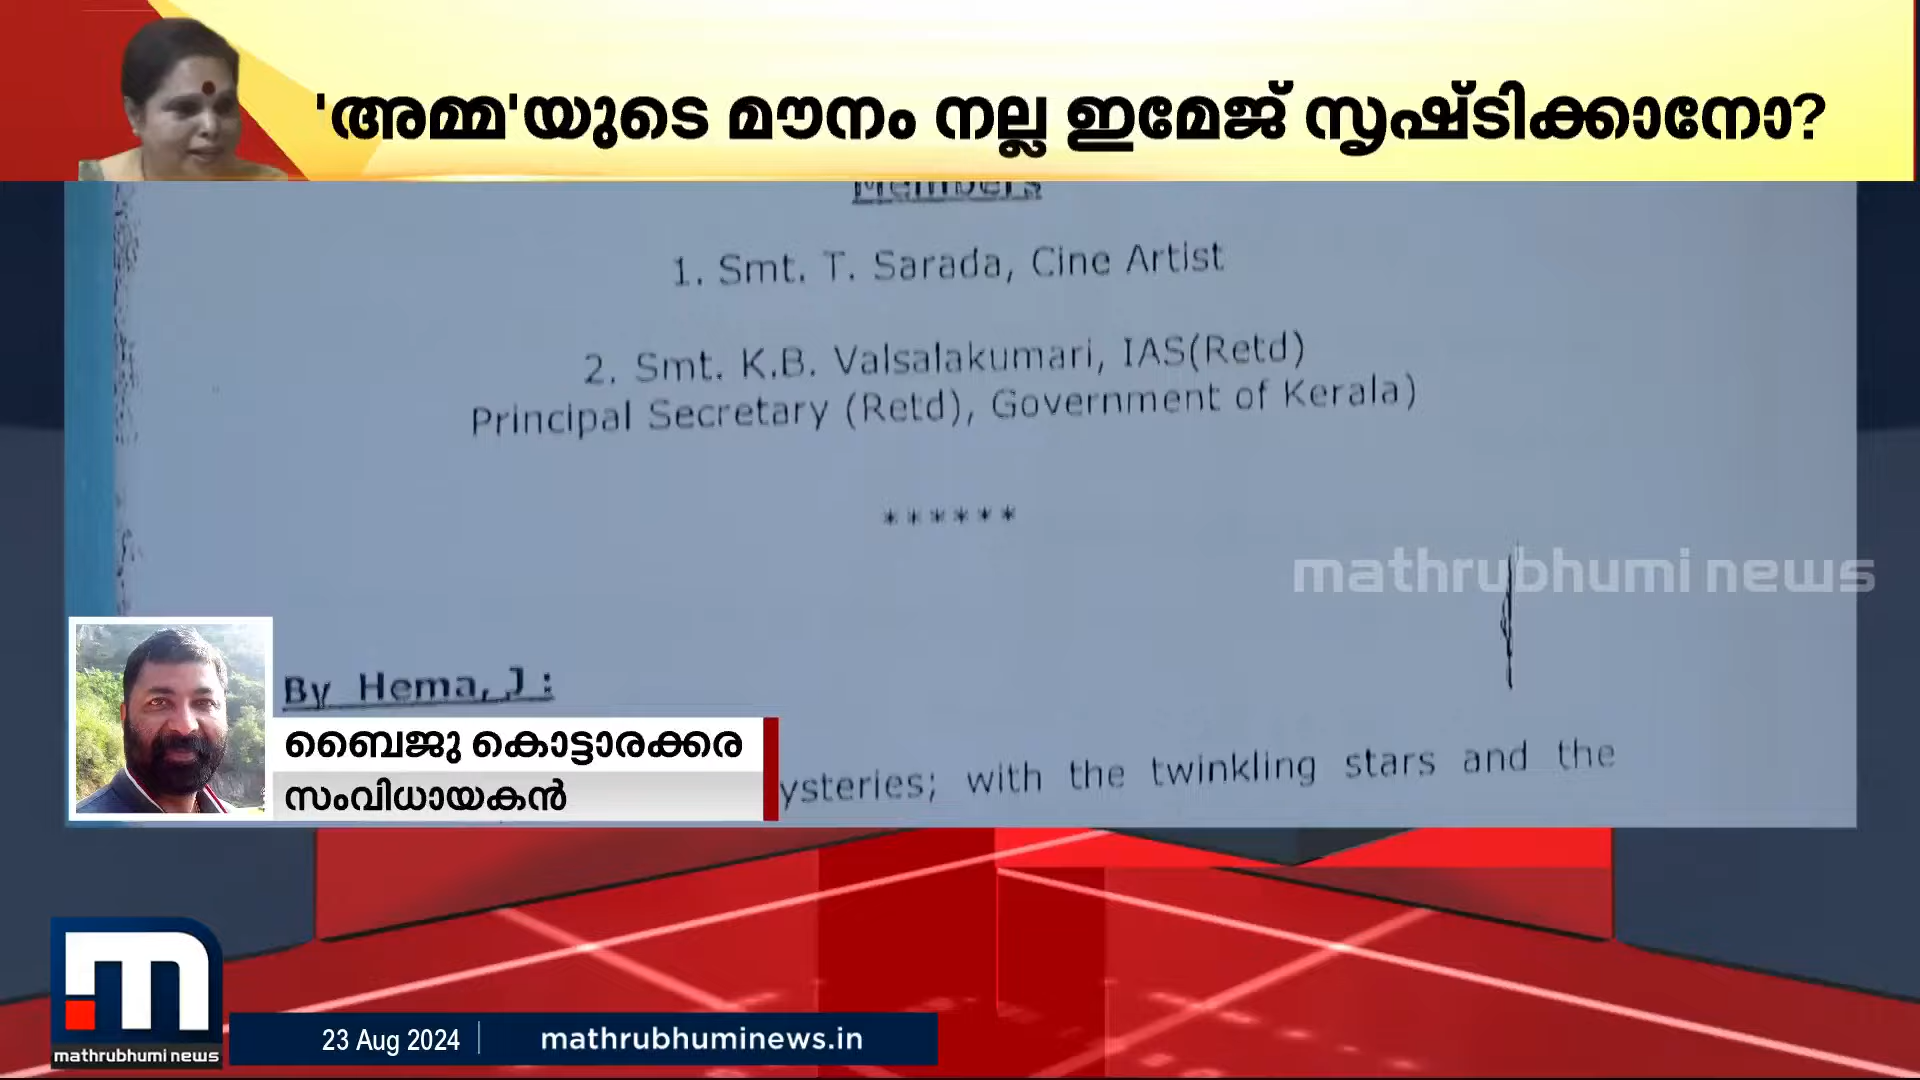 'അമ്മ'യുടെ മൗനം നല്ല ഇമേജ് സൃഷ്ടിക്കാനോ?
Members
1. Smt. T. Sarada, Cine Artist
2. Smt. K.B. Valsalakumari, IAS(Retd)
Principal Secretary (Retd), Government of Kerala)
******
mathrubhumi news
By Hema, J :
ബൈജു കൊട്ടാരക്കര
സംവിധായകൻ
ysteries; with the twinkling stars and the
mathrubhumi news
23 Aug 2024
mathrubhuminews.in